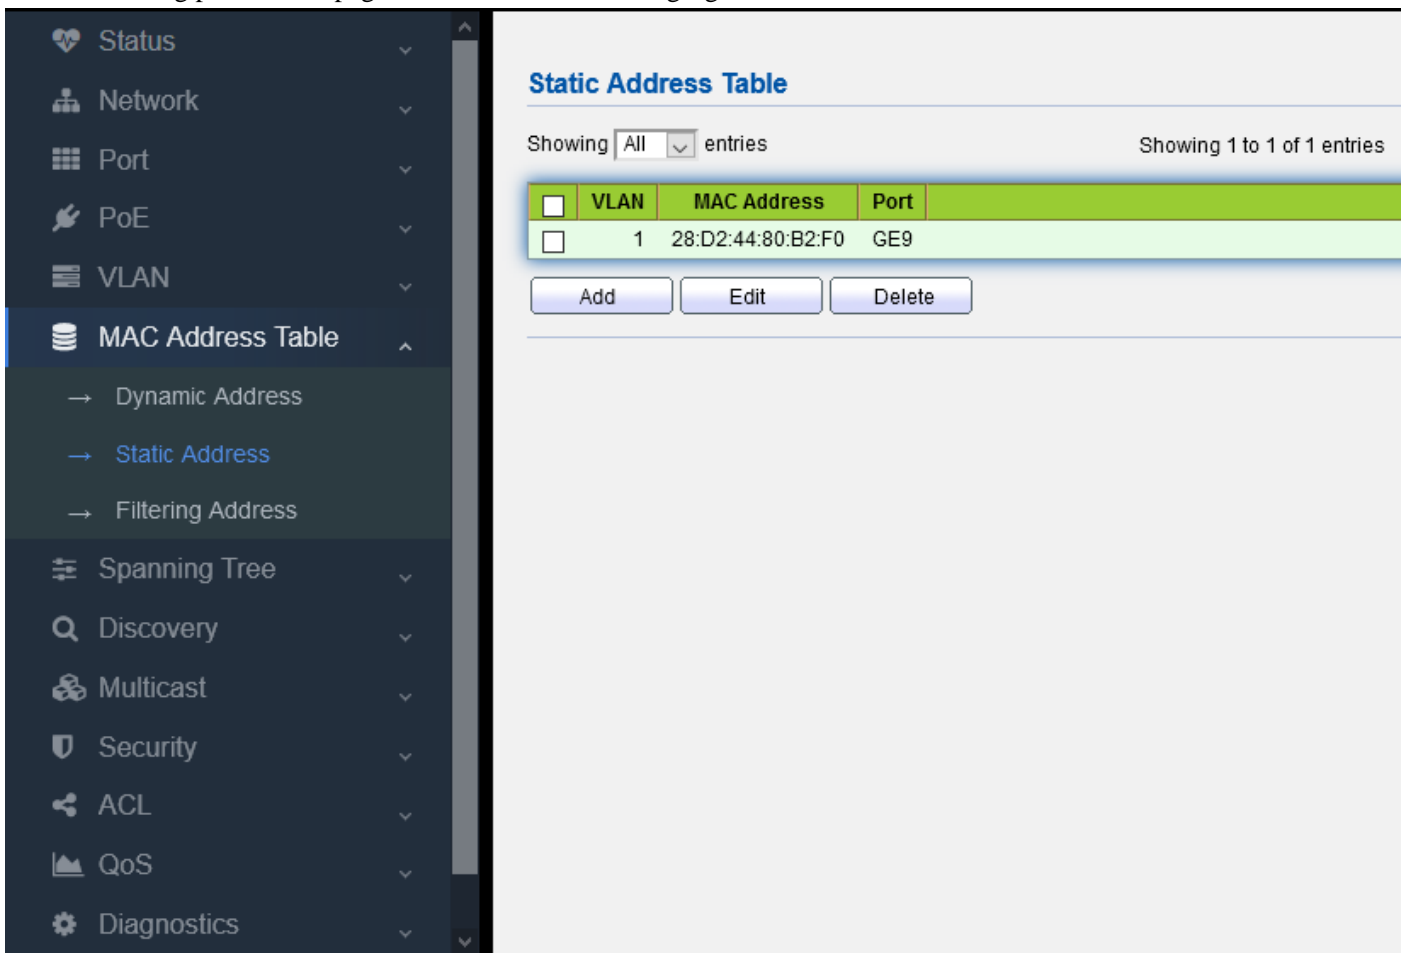 Status
Network
Port
PoE
VLAN
MAC Address Table
→ Dynamic Address
→ Static Address
→ Filtering Address
Spanning Tree
Discovery
Multicast
Security
ACL
QoS
Diagnostics
Static Address Table
Showing All entries Showing 1 to 1 of 1 entries
VLAN MAC Address Port
1 28:D2:44:80:B2:F0 GE9
Add Edit Delete